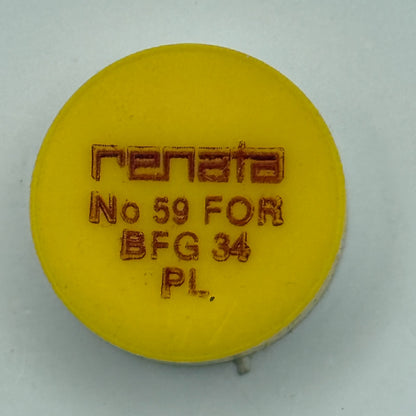 renata
No 59 FOR
BFG 34
PL